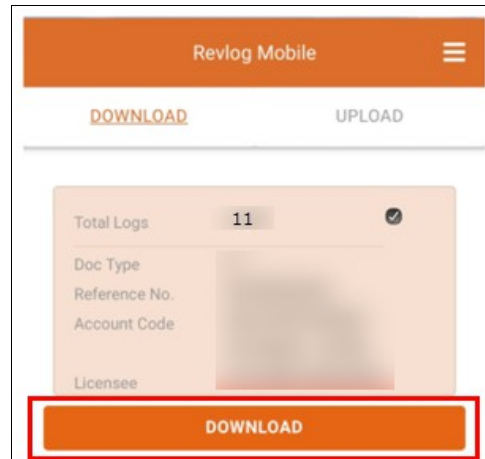 Revlog Mobile
DOWNLOAD UPLOAD
Total Logs 11
Doc Type
Reference No.
Account Code
Licensee
DOWNLOAD